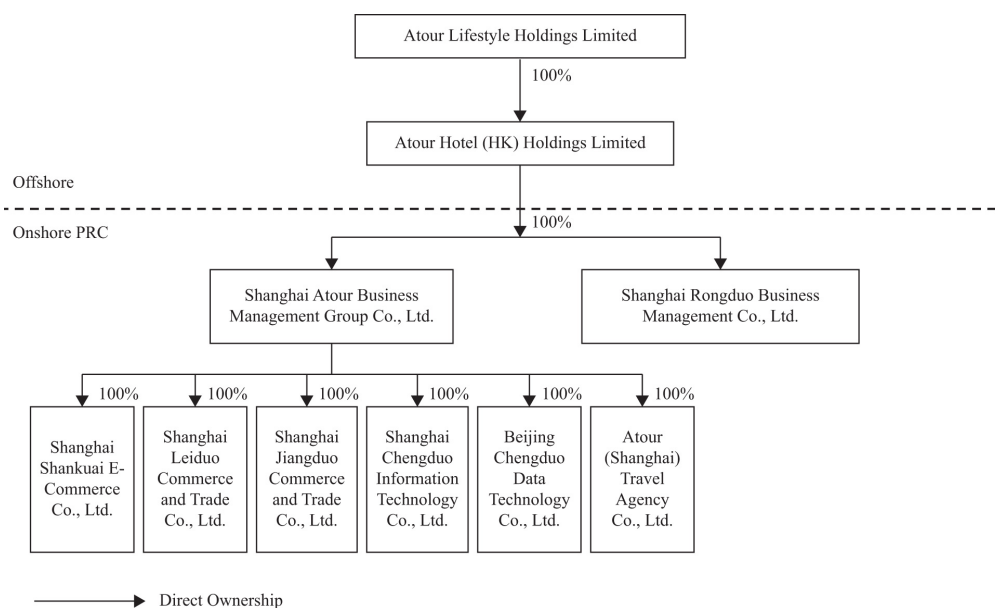 Atour Lifestyle Holdings Limited
100%
Atour Hotel (HK) Holdings Limited
Offshore
100%
Onshore PRC
Shanghai Atour Business
Management Group Co., Ltd.
Shanghai Rongduo Business
Management Co., Ltd.
100%
100%
100%
100%
100%
100%
Shanghai
Shankuai E-
Commerce
Co., Ltd.
Shanghai
Leiduo
Commerce
and Trade
Co., Ltd.
Shanghai
Jiangduo
Commerce
and Trade
Co., Ltd.
Shanghai
Chengduo
Information
Technology
Co., Ltd.
Beijing
Chengduo
Data
Technology
Co., Ltd.
Atour
(Shanghai)
Travel
Agency
Co., Ltd.
Direct Ownership